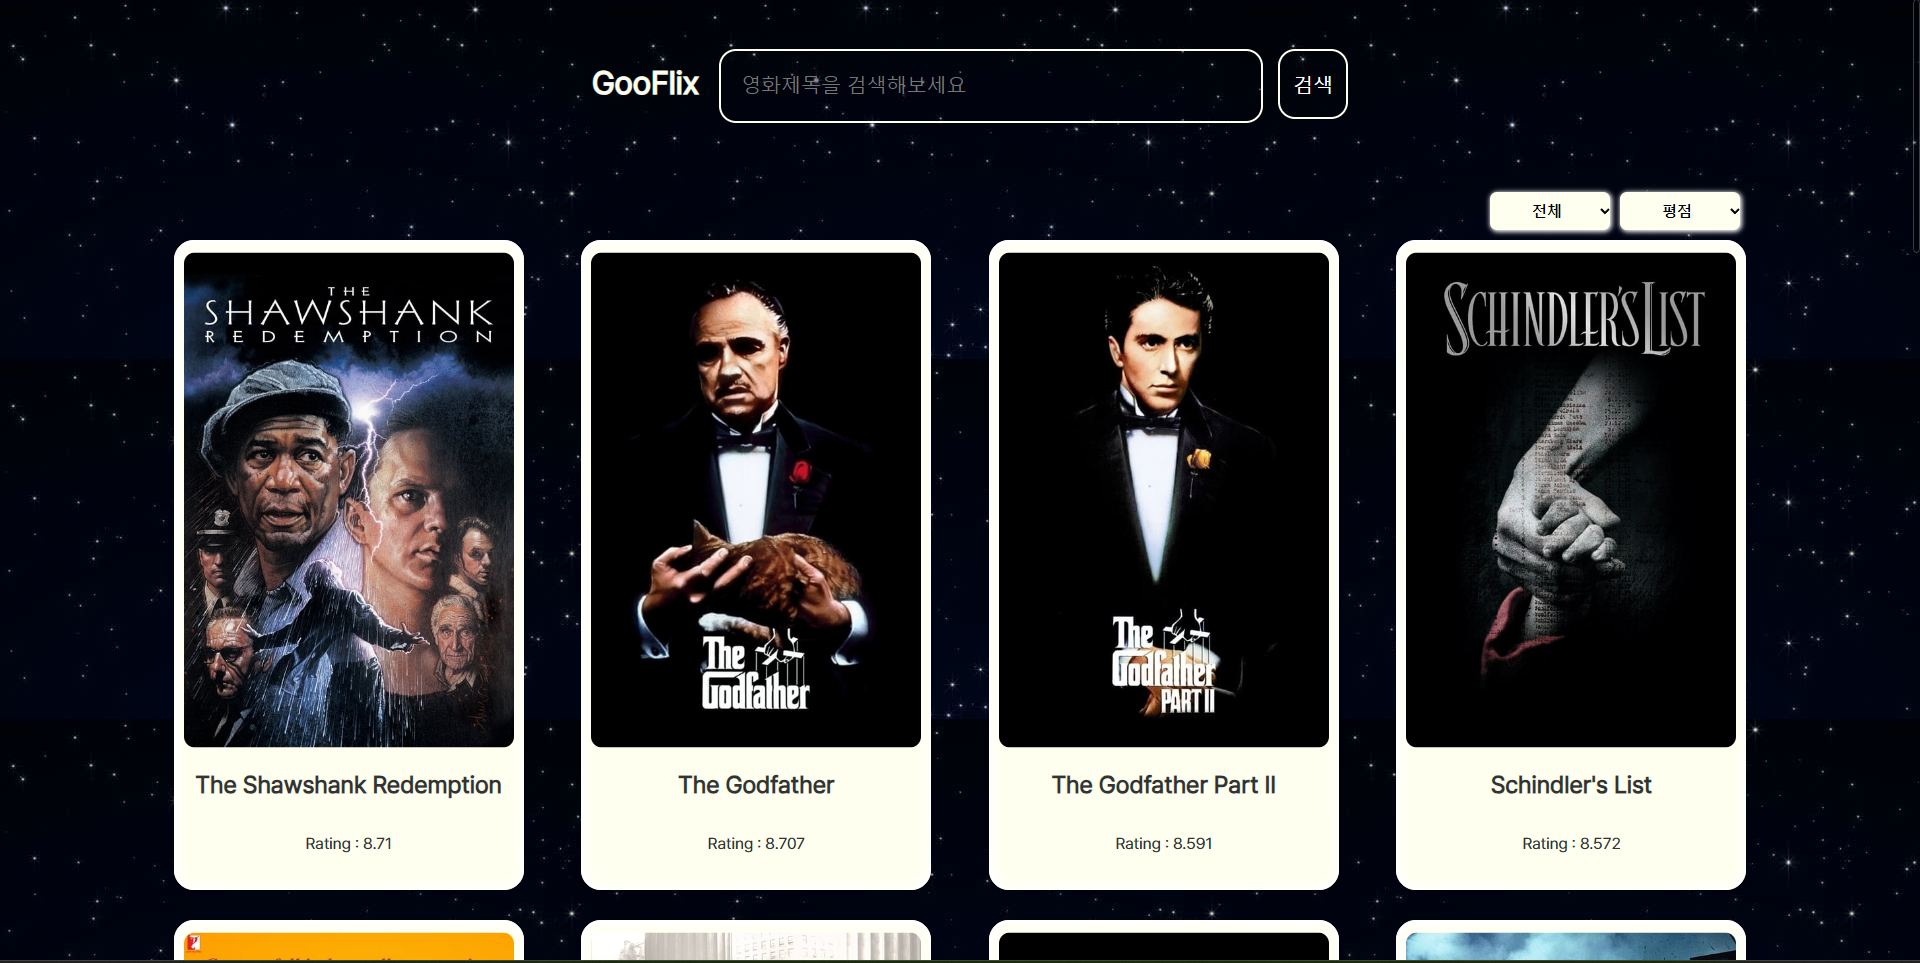 GooFlix
영화제목을 검색해보세요
검색
전체
평점
THE
SHAWSHANK
REDEMPTION
The
Godfather
The
Godfather
PART II
SCHINDLER'S LIST
The Shawshank Redemption
The Godfather
The Godfather Part II
Schindler's List
Rating : 8.71
Rating : 8.707
Rating : 8.591
Rating : 8.572